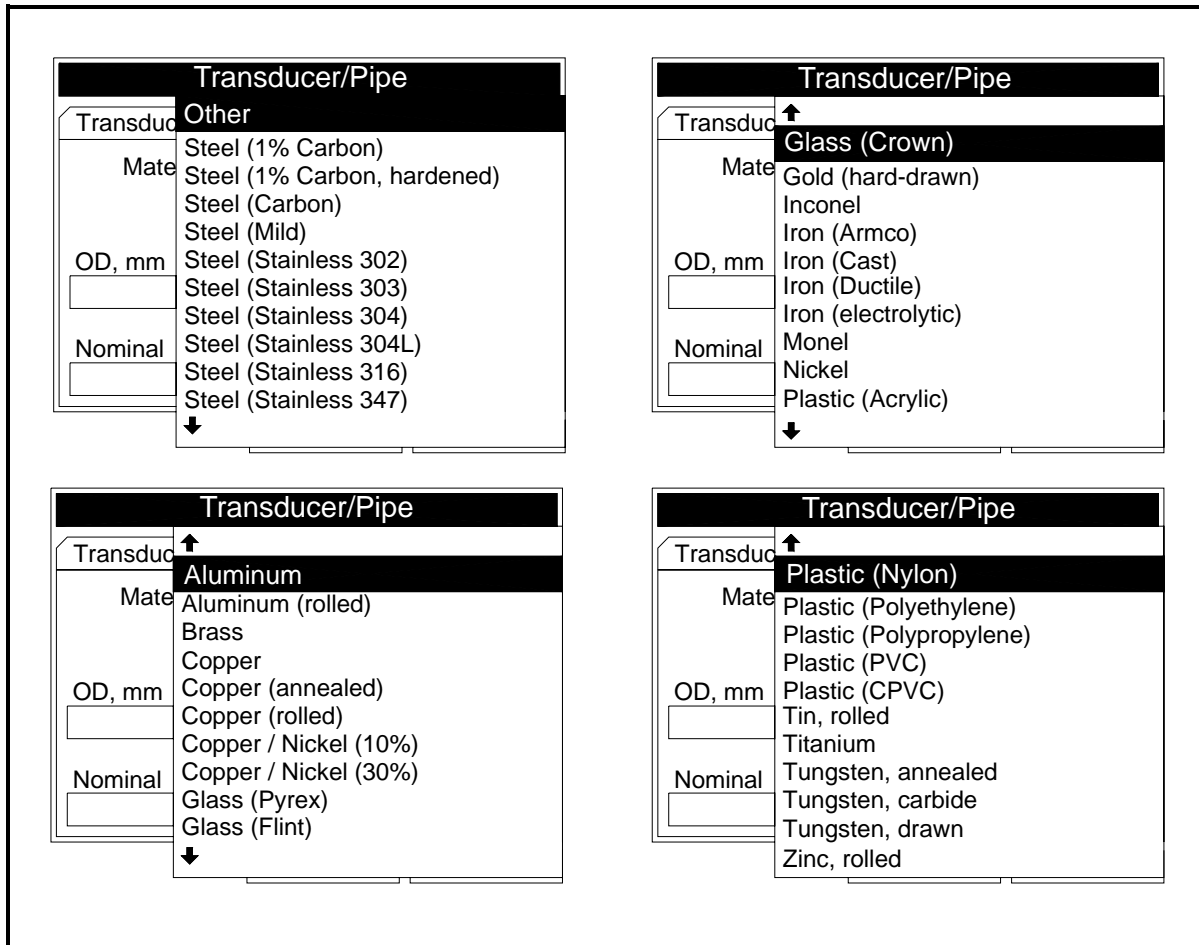 Transducer/Pipe
Transduc
Mate
OD, mm
Nominal
Other
Steel (1% Carbon)
Steel (1% Carbon, hardened)
Steel (Carbon)
Steel (Mild)
Steel (Stainless 302)
Steel (Stainless 303)
Steel (Stainless 304)
Steel (Stainless 304L)
Steel (Stainless 316)
Steel (Stainless 347)
Transducer/Pipe
Transduc
Mate
OD, mm
Nominal
Glass (Crown)
Gold (hard-drawn)
Inconel
Iron (Armco)
Iron (Cast)
Iron (Ductile)
Iron (electrolytic)
Monel
Nickel
Plastic (Acrylic)
Transducer/Pipe
Transduc
Mate
OD, mm
Nominal
Aluminum
Aluminum (rolled)
Brass
Copper
Copper (annealed)
Copper (rolled)
Copper / Nickel (10%)
Copper / Nickel (30%)
Glass (Pyrex)
Glass (Flint)
Transducer/Pipe
Transduc
Mate
OD, mm
Nominal
Plastic (Nylon)
Plastic (Polyethylene)
Plastic (Polypropylene)
Plastic (PVC)
Plastic (CPVC)
Tin, rolled
Titanium
Tungsten, annealed
Tungsten, carbide
Tungsten, drawn
Zinc, rolled